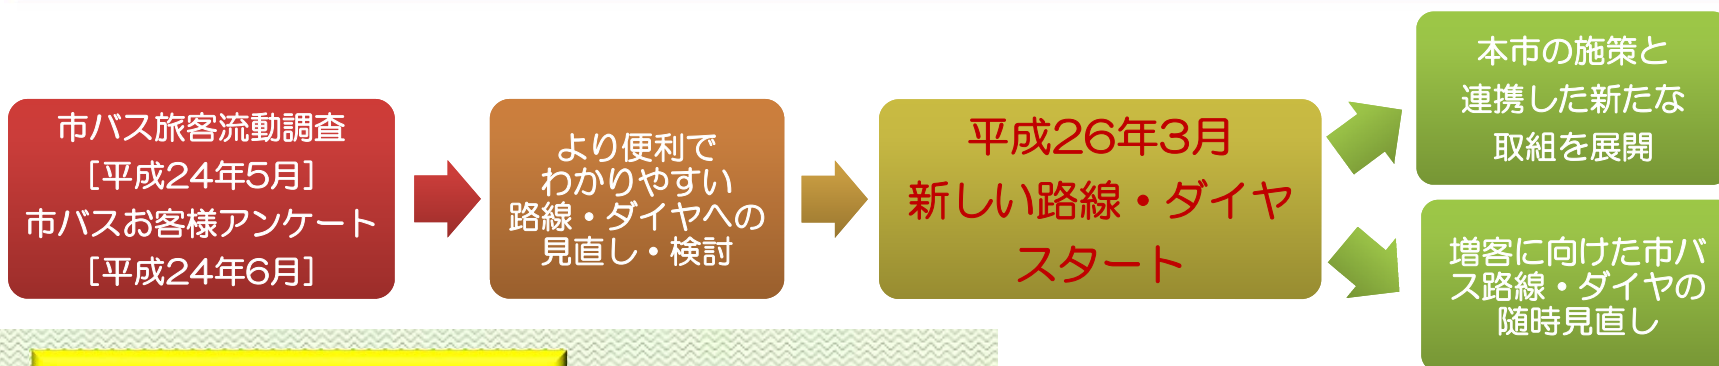 市バス旅客流動調査
[平成24年5月]
市バスお客様アンケート
[平成24年6月]
より便利で
わかりやすい
路線・ダイヤへの
見直し・検討
平成26年3月
新しい路線・ダイヤ
スタート
本市の施策と
連携した新たな
取組を展開
増客に向けた市バ
ス路線・ダイヤの
随時見直し